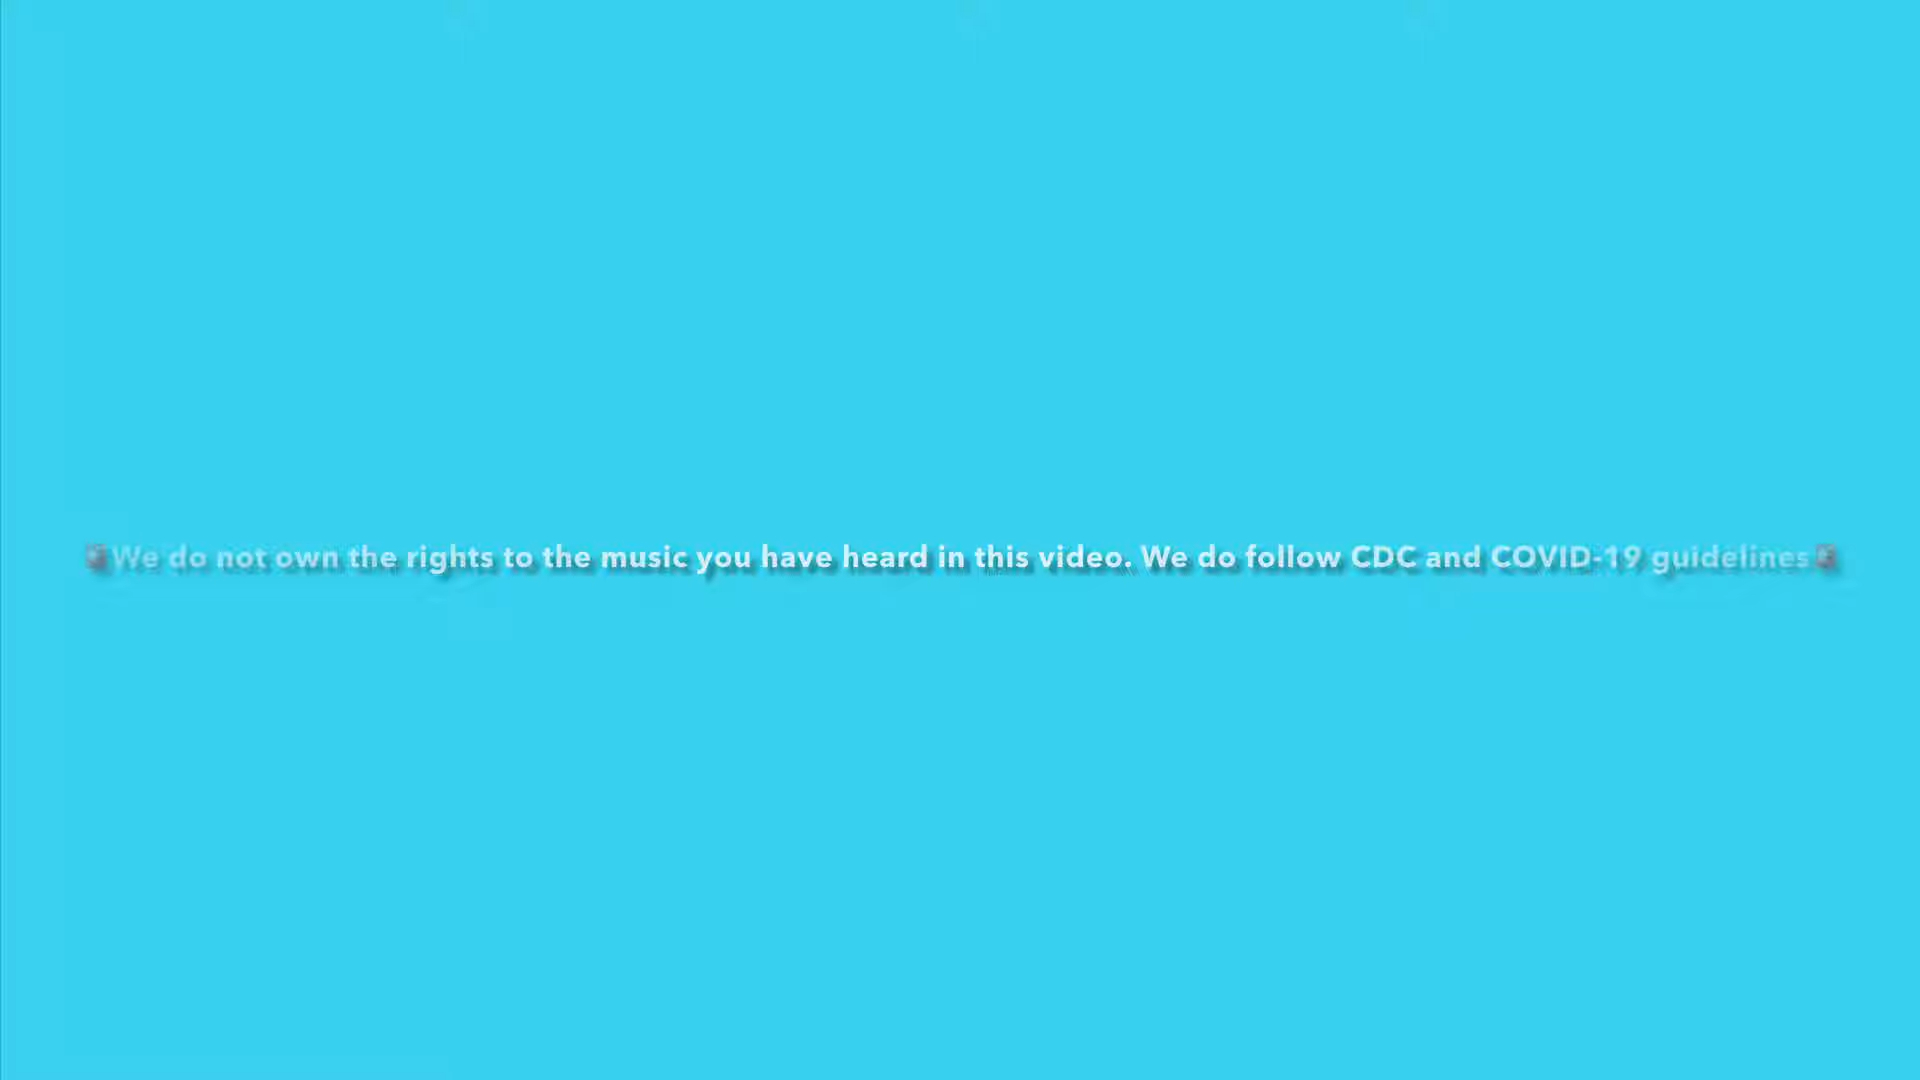 We do not own the rights to the music you have heard in this video. We do follow CDC and COVID-19 guidelines